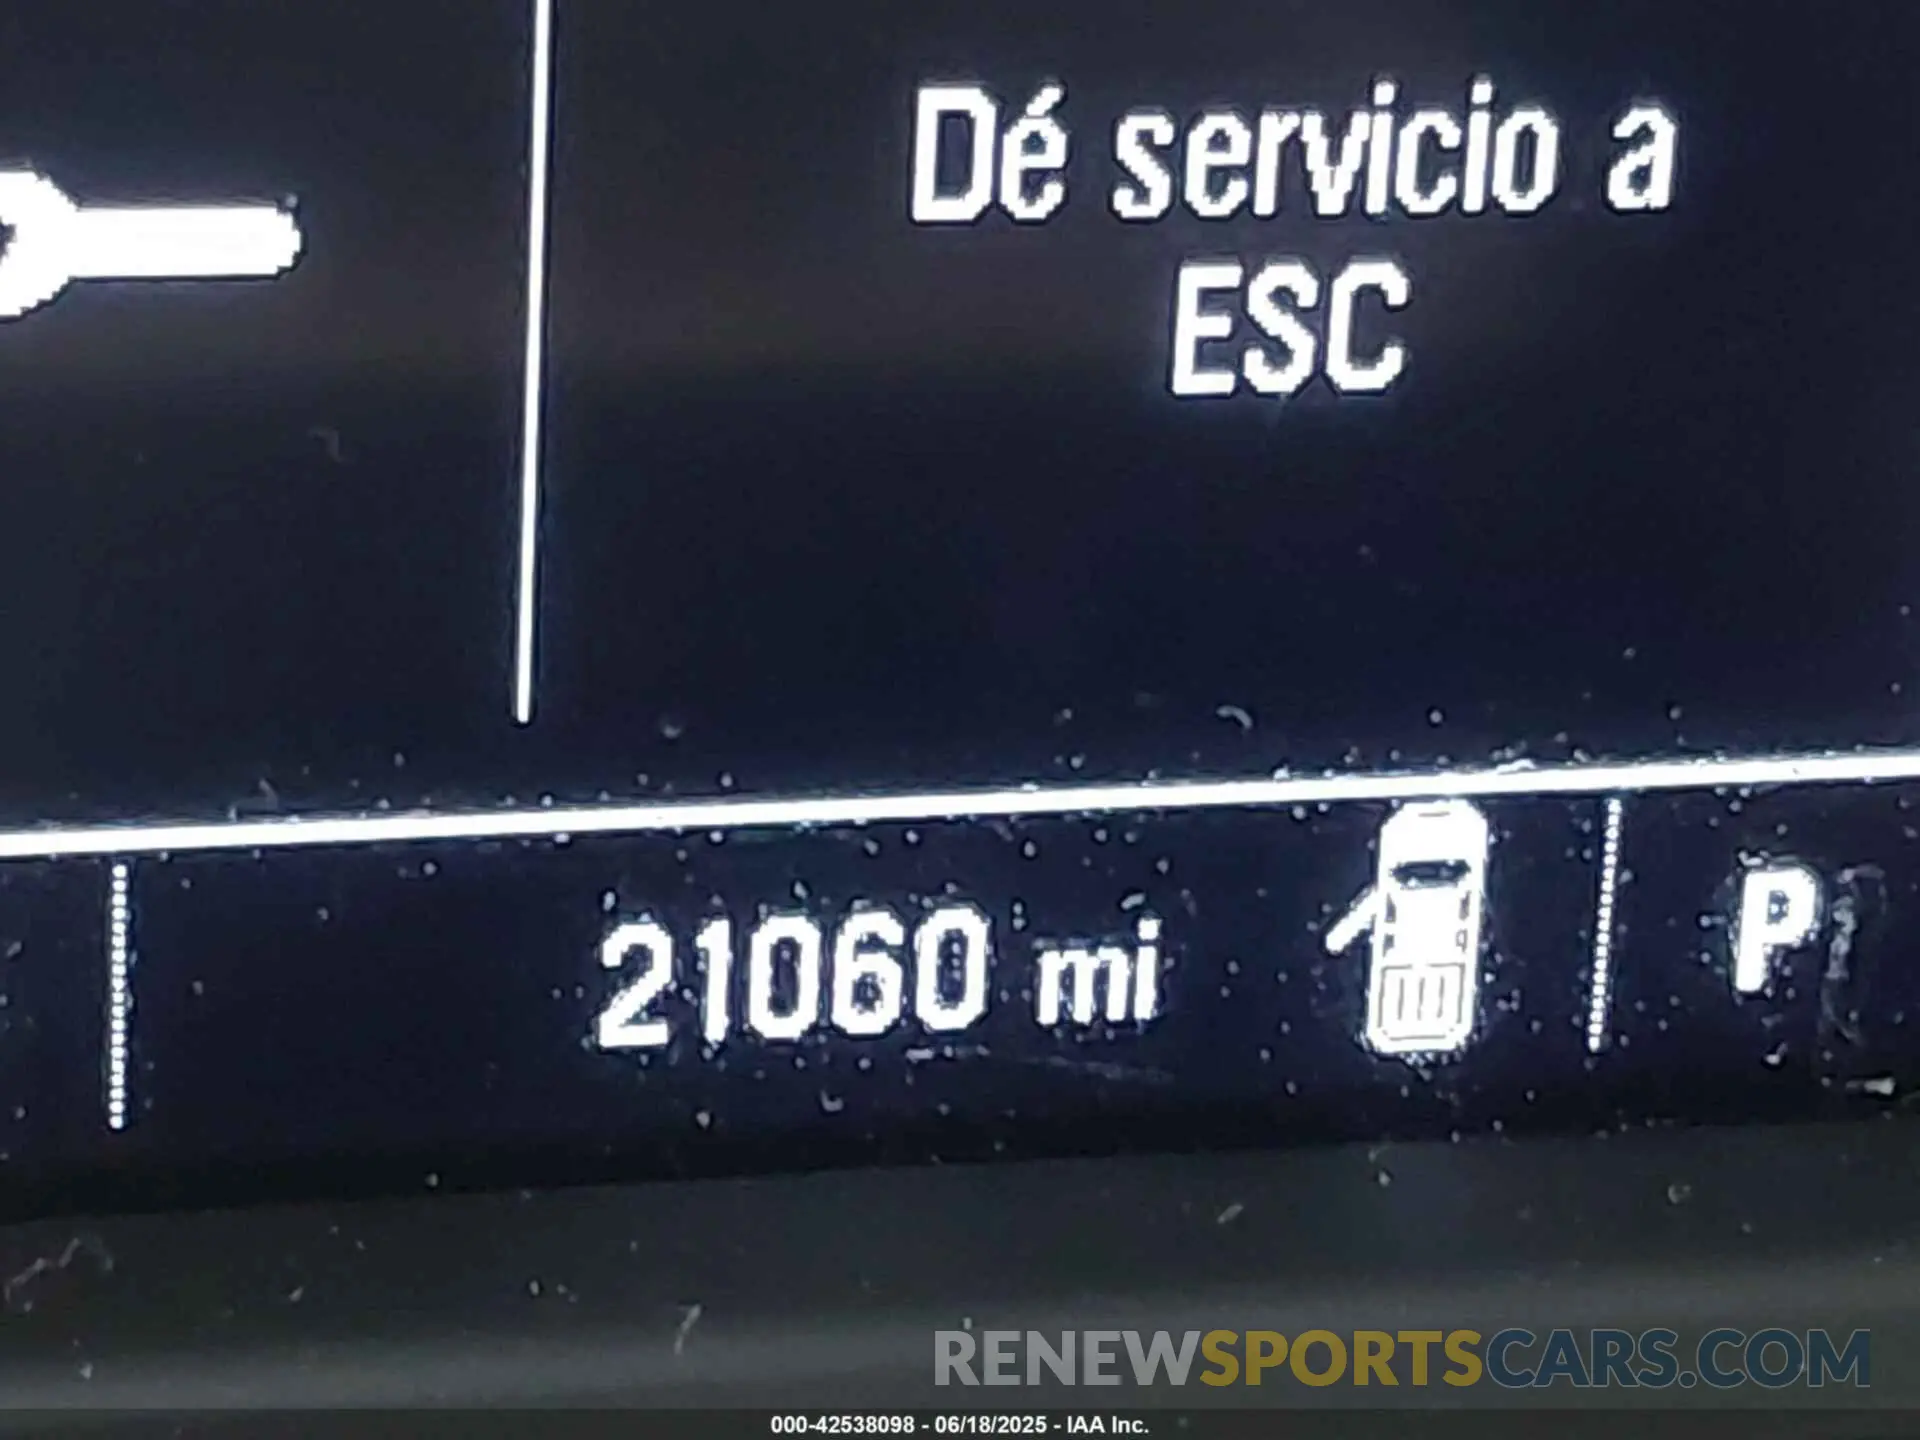 Dé servicio a
ESC
21060 mi
P
RENEWSPORTSCARS.COM
000-42538098 - 06/18/2025 - IAA Inc.